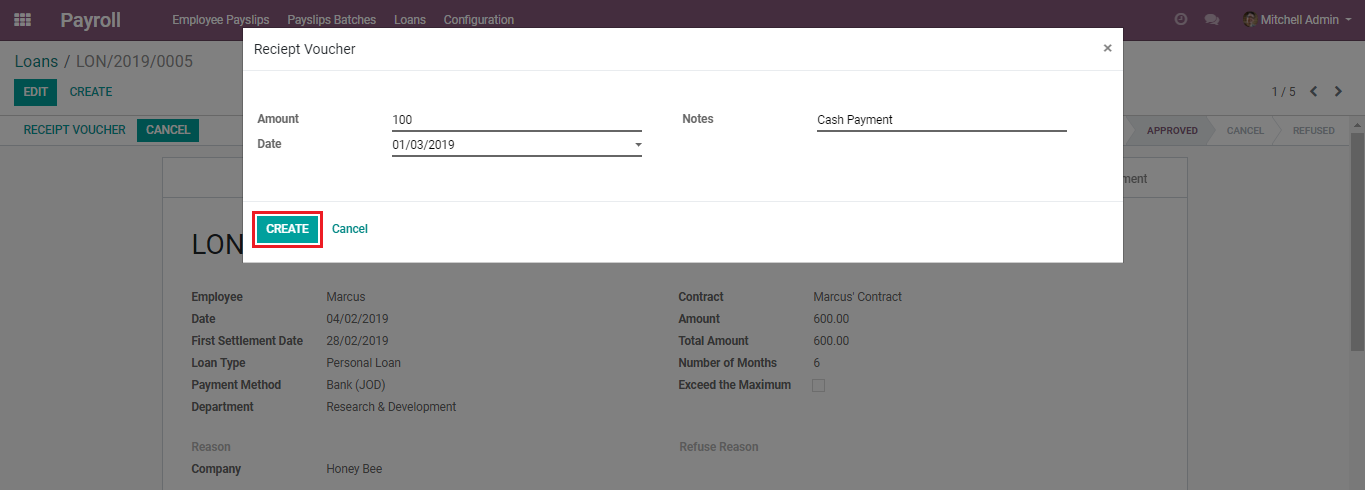 Payroll Employee Payslips Payslips Batches Loans Configuration Mitchell Admin
Reciept Voucher ×
Loans / LON/2019/0005
EDIT CREATE 1 / 5
Amount 100 Notes Cash Payment
RECEIPT VOUCHER CANCEL APPROVED CANCEL REFUSED
Date 01/03/2019
ment
CREATE Cancel
LON
Employee Marcus Contract Marcus' Contract
Date 04/02/2019 Amount 600.00
First Settlement Date 28/02/2019 Total Amount 600.00
Loan Type Personal Loan Number of Months 6
Payment Method Bank (JOD) Exceed the Maximum
Department Research & Development
Reason Refuse Reason
Company Honey Bee